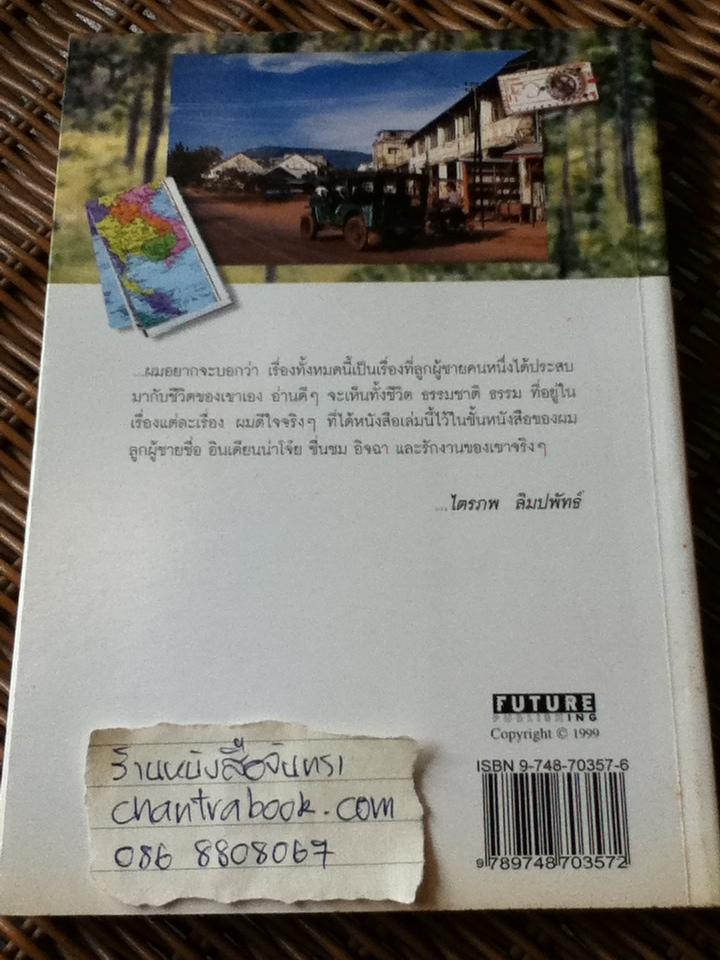 ...ผมอยากจะบอกว่า เรื่องทั้งหมดนี้เป็นเรื่องที่ลูกผู้ชายคนหนึ่งได้ประสบ
มากับชีวิตของเขาเอง อ่านดีๆ จะเห็นทั้งชีวิต ธรรมชาติ ธรรม ที่อยู่ใน
เรื่องแต่ละเรื่อง ผมดีใจจริงๆ ที่ได้หนังสือเล่มนี้ไว้ในชั้นหนังสือของผม
ลูกผู้ชายชื่อ อินเดียนน่าโจ๋ย ชื่นชม อิจฉา และรักงานของเขาจริงๆ
...ไตรภพ ลิมปพัทธ์
FUTURE
PUBLISHING
Copyright © 1999
ISBN 9-748-70357-6
9 789748 703572
ร้านหนังสือจันทรา
chantrabook.com
086 8808067